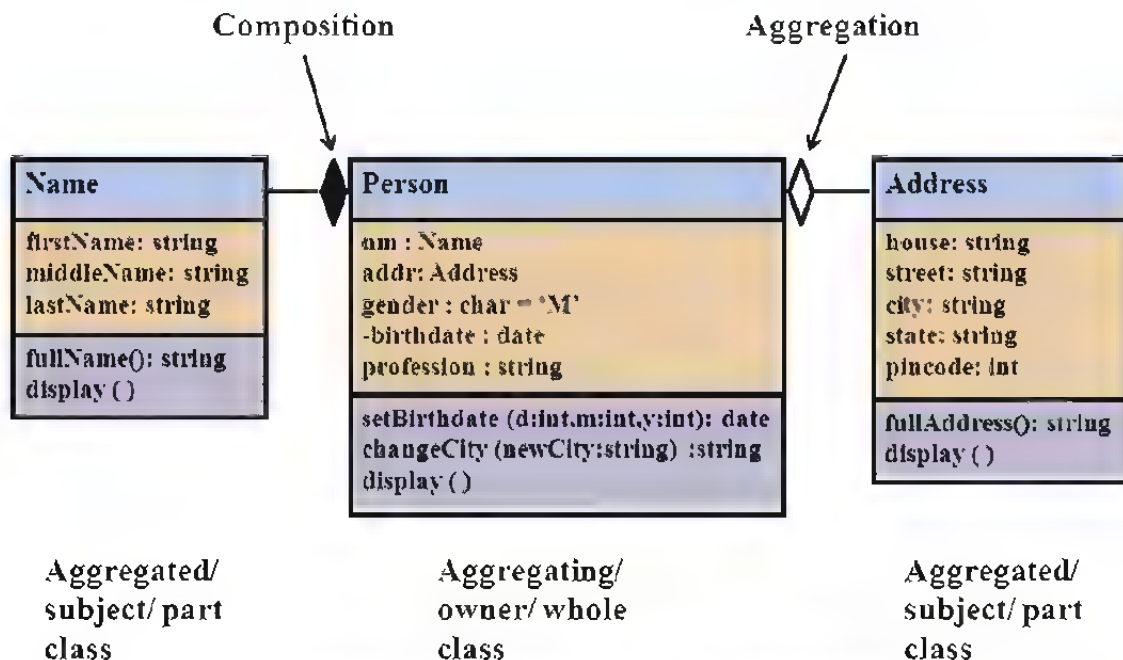 Composition
Aggregation
Name
firstName: string
middleName: string
lastName: string
fullName(): string
display ( )
Person
nm : Name
addr: Address
gender : char = ‘M’
-birthdate : date
profession : string
setBirthdate (d:int,m:int,y:int): date
changeCity (newCity:string) :string
display ( )
Address
house: string
street: string
city: string
state: string
pincode: int
fullAddress(): string
display ( )
Aggregated/
subject/ part
class
Aggregating/
owner/ whole
class
Aggregated/
subject/ part
class